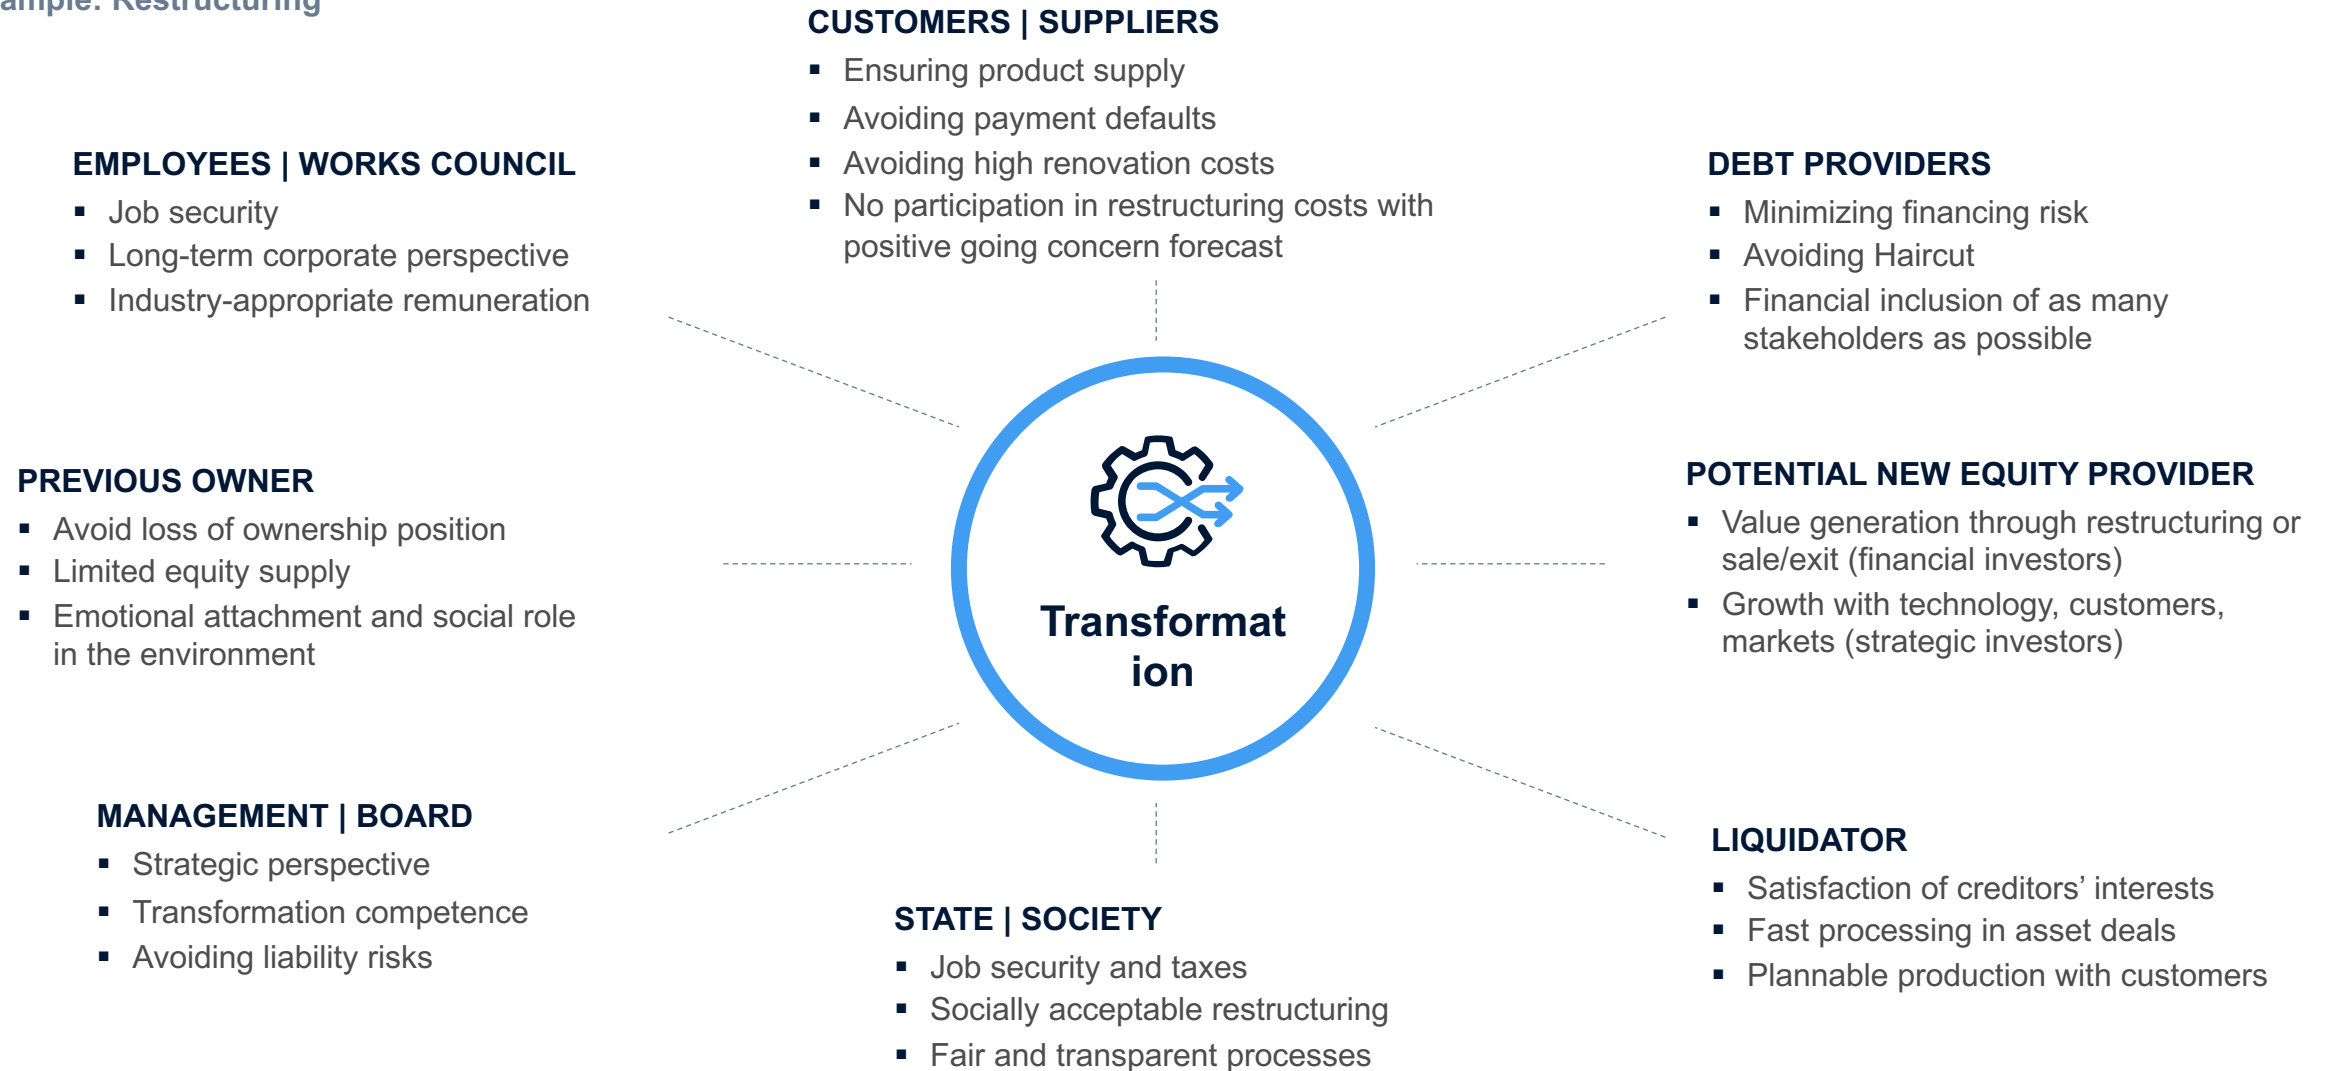 ample: Restructuring
CUSTOMERS | SUPPLIERS
▪ Ensuring product supply
▪ Avoiding payment defaults
▪ Avoiding high renovation costs
▪ No participation in restructuring costs with
positive going concern forecast
EMPLOYEES | WORKS COUNCIL
▪ Job security
▪ Long-term corporate perspective
▪ Industry-appropriate remuneration
DEBT PROVIDERS
▪ Minimizing financing risk
▪ Avoiding Haircut
▪ Financial inclusion of as many
stakeholders as possible
PREVIOUS OWNER
▪ Avoid loss of ownership position
▪ Limited equity supply
▪ Emotional attachment and social role
in the environment
Transformat
ion
POTENTIAL NEW EQUITY PROVIDER
▪ Value generation through restructuring or
sale/exit (financial investors)
▪ Growth with technology, customers,
markets (strategic investors)
MANAGEMENT | BOARD
▪ Strategic perspective
▪ Transformation competence
▪ Avoiding liability risks
STATE | SOCIETY
▪ Job security and taxes
▪ Socially acceptable restructuring
▪ Fair and transparent processes
LIQUIDATOR
▪ Satisfaction of creditors’ interests
▪ Fast processing in asset deals
▪ Plannable production with customers